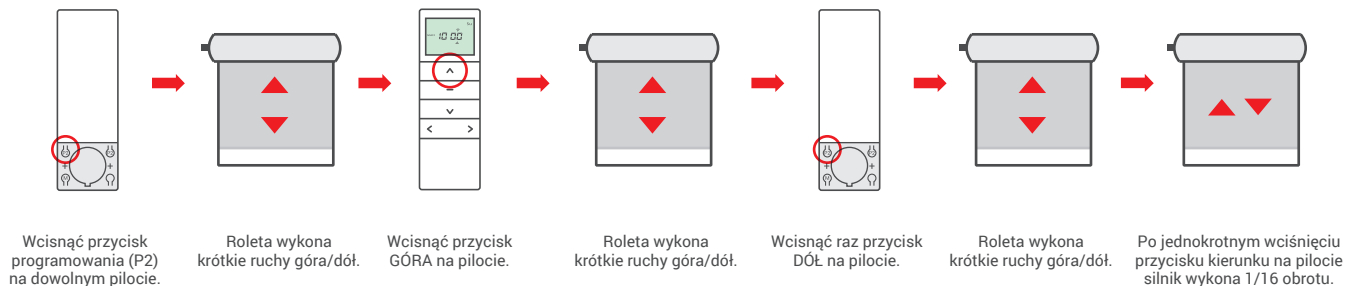 10:00
Wcisnąć przycisk
programowania (P2)
na dowolnym pilocie.
Roleta wykona
krótkie ruchy góra/dół.
Wcisnąć przycisk
GÓRA na pilocie.
Roleta wykona
krótkie ruchy góra/dół.
Wcisnąć raz przycisk
DÓŁ na pilocie.
Roleta wykona
krótkie ruchy góra/dół.
Po jednokrotnym wciśnięciu
przycisku kierunku na pilocie
silnik wykona 1/16 obrotu.